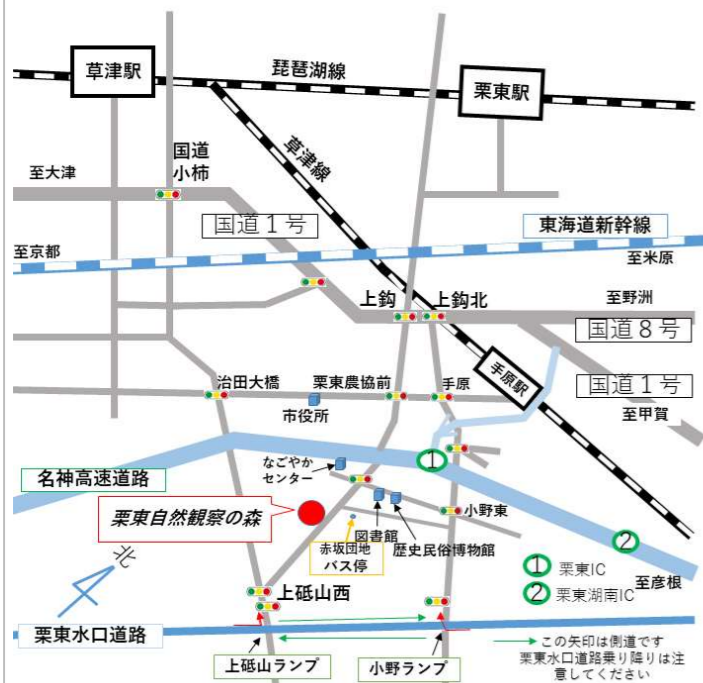 草津駅
琵琶湖線
栗東駅
国道
小柿
草津線
至大津
国道1号
東海道新幹線
至京都
至米原
上鈎
上鈎北
至野洲
国道8号
手原駅
国道1号
治田大橋
栗東農協前
手原
市役所
至甲賀
なごやか
センター
①
名神高速道路
栗東自然観察の森
小野東
図書館
赤坂団地
バス停
歴史民俗博物館
②
北
① 栗東IC
至彦根
② 栗東湖南IC
上砥山西
栗東水口道路
上砥山ランプ
小野ランプ
この矢印は側道です
栗東水口道路乗り降りは注
意してください